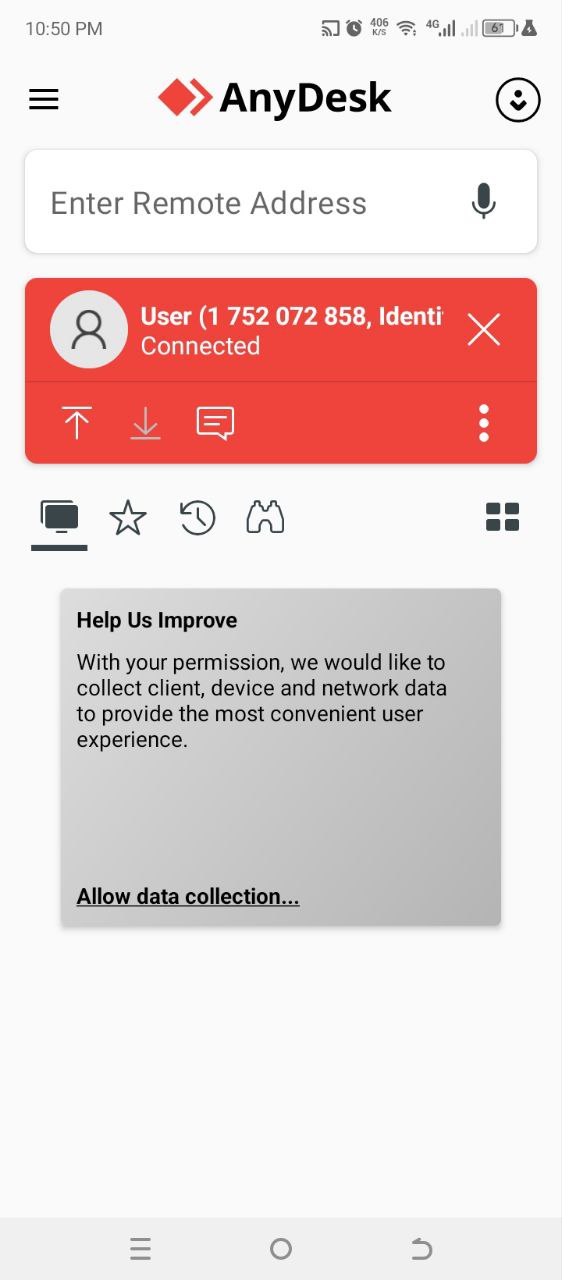 10:50 PM
406
K/S
4G
61
AnyDesk
Enter Remote Address
User (1 752 072 858, Identi
Connected
Help Us Improve
With your permission, we would like to
collect client, device and network data
to provide the most convenient user
experience.
Allow data collection...